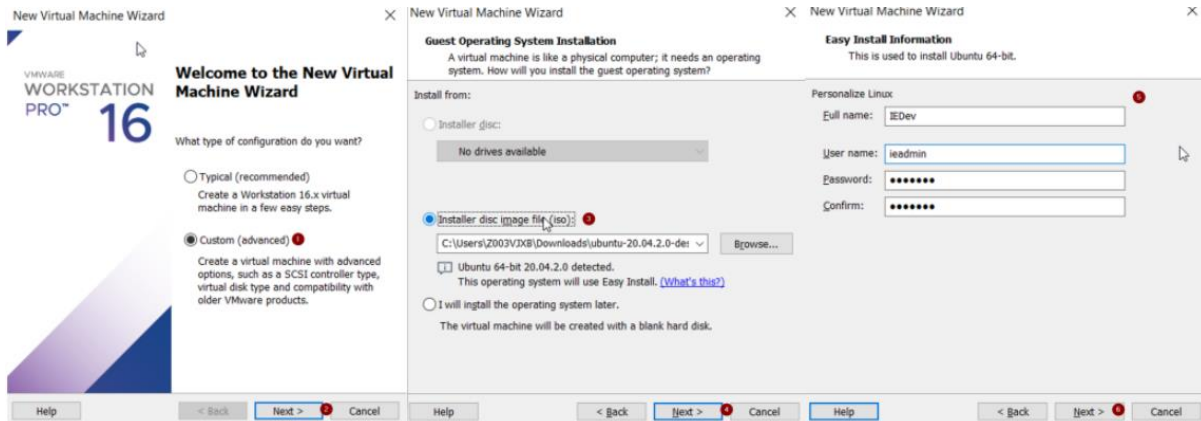 New Virtual Machine Wizard
VMWARE
WORKSTATION
PRO™ 16
Welcome to the New Virtual
Machine Wizard
What type of configuration do you want?
Typical (recommended)
Create a Workstation 16.x virtual
machine in a few easy steps.
Custom (advanced) 1
Create a virtual machine with advanced
options, such as a SCSI controller type,
virtual disk type and compatibility with
older VMware products.
Help
< Back
Next > 2
Cancel
New Virtual Machine Wizard
Guest Operating System Installation
A virtual machine is like a physical computer; it needs an operating
system. How will you install the guest operating system?
Install from:
Installer disc:
No drives available
Installer disc image file (iso): 3
C:\Users\Z003VJXB\Downloads\ubuntu-20.04.2.0-de
Browse...
Ubuntu 64-bit 20.04.2.0 detected.
This operating system will use Easy Install. (What's this?)
I will install the operating system later.
The virtual machine will be created with a blank hard disk.
Help
< Back
Next > 4
Cancel
New Virtual Machine Wizard
Easy Install Information
This is used to install Ubuntu 64-bit.
Personalize Linux 5
Full name: IEDev
User name: ieadmin
Password: •••••••
Confirm: •••••••
Help
< Back
Next > 6
Cancel